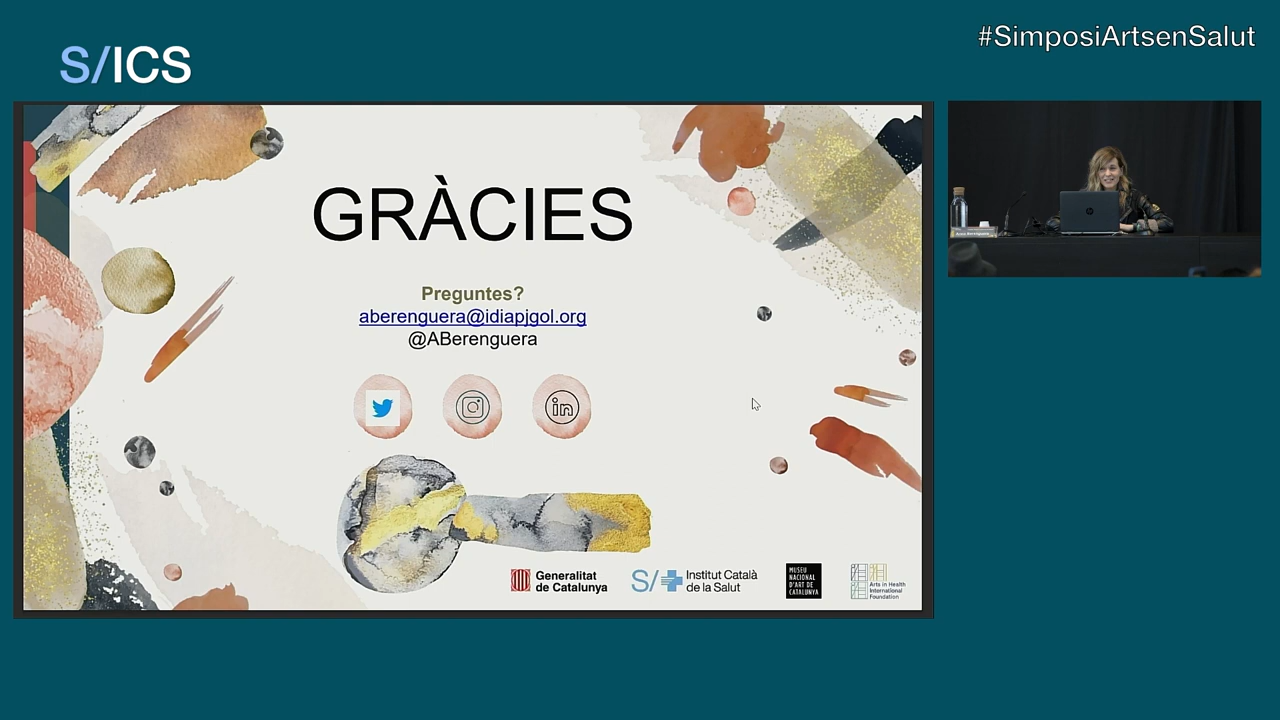 S/ICS
#SimposiArtsenSalut
GRÀCIES
Preguntes?
aberenguera@idiapjgol.org
@ABerenguera
in
Generalitat
de Catalunya
S/ Institut Català
de la Salut
MUSEU
NACIONAL
D'ART DE
CATALUNYA
Arts in Health
International
Foundation